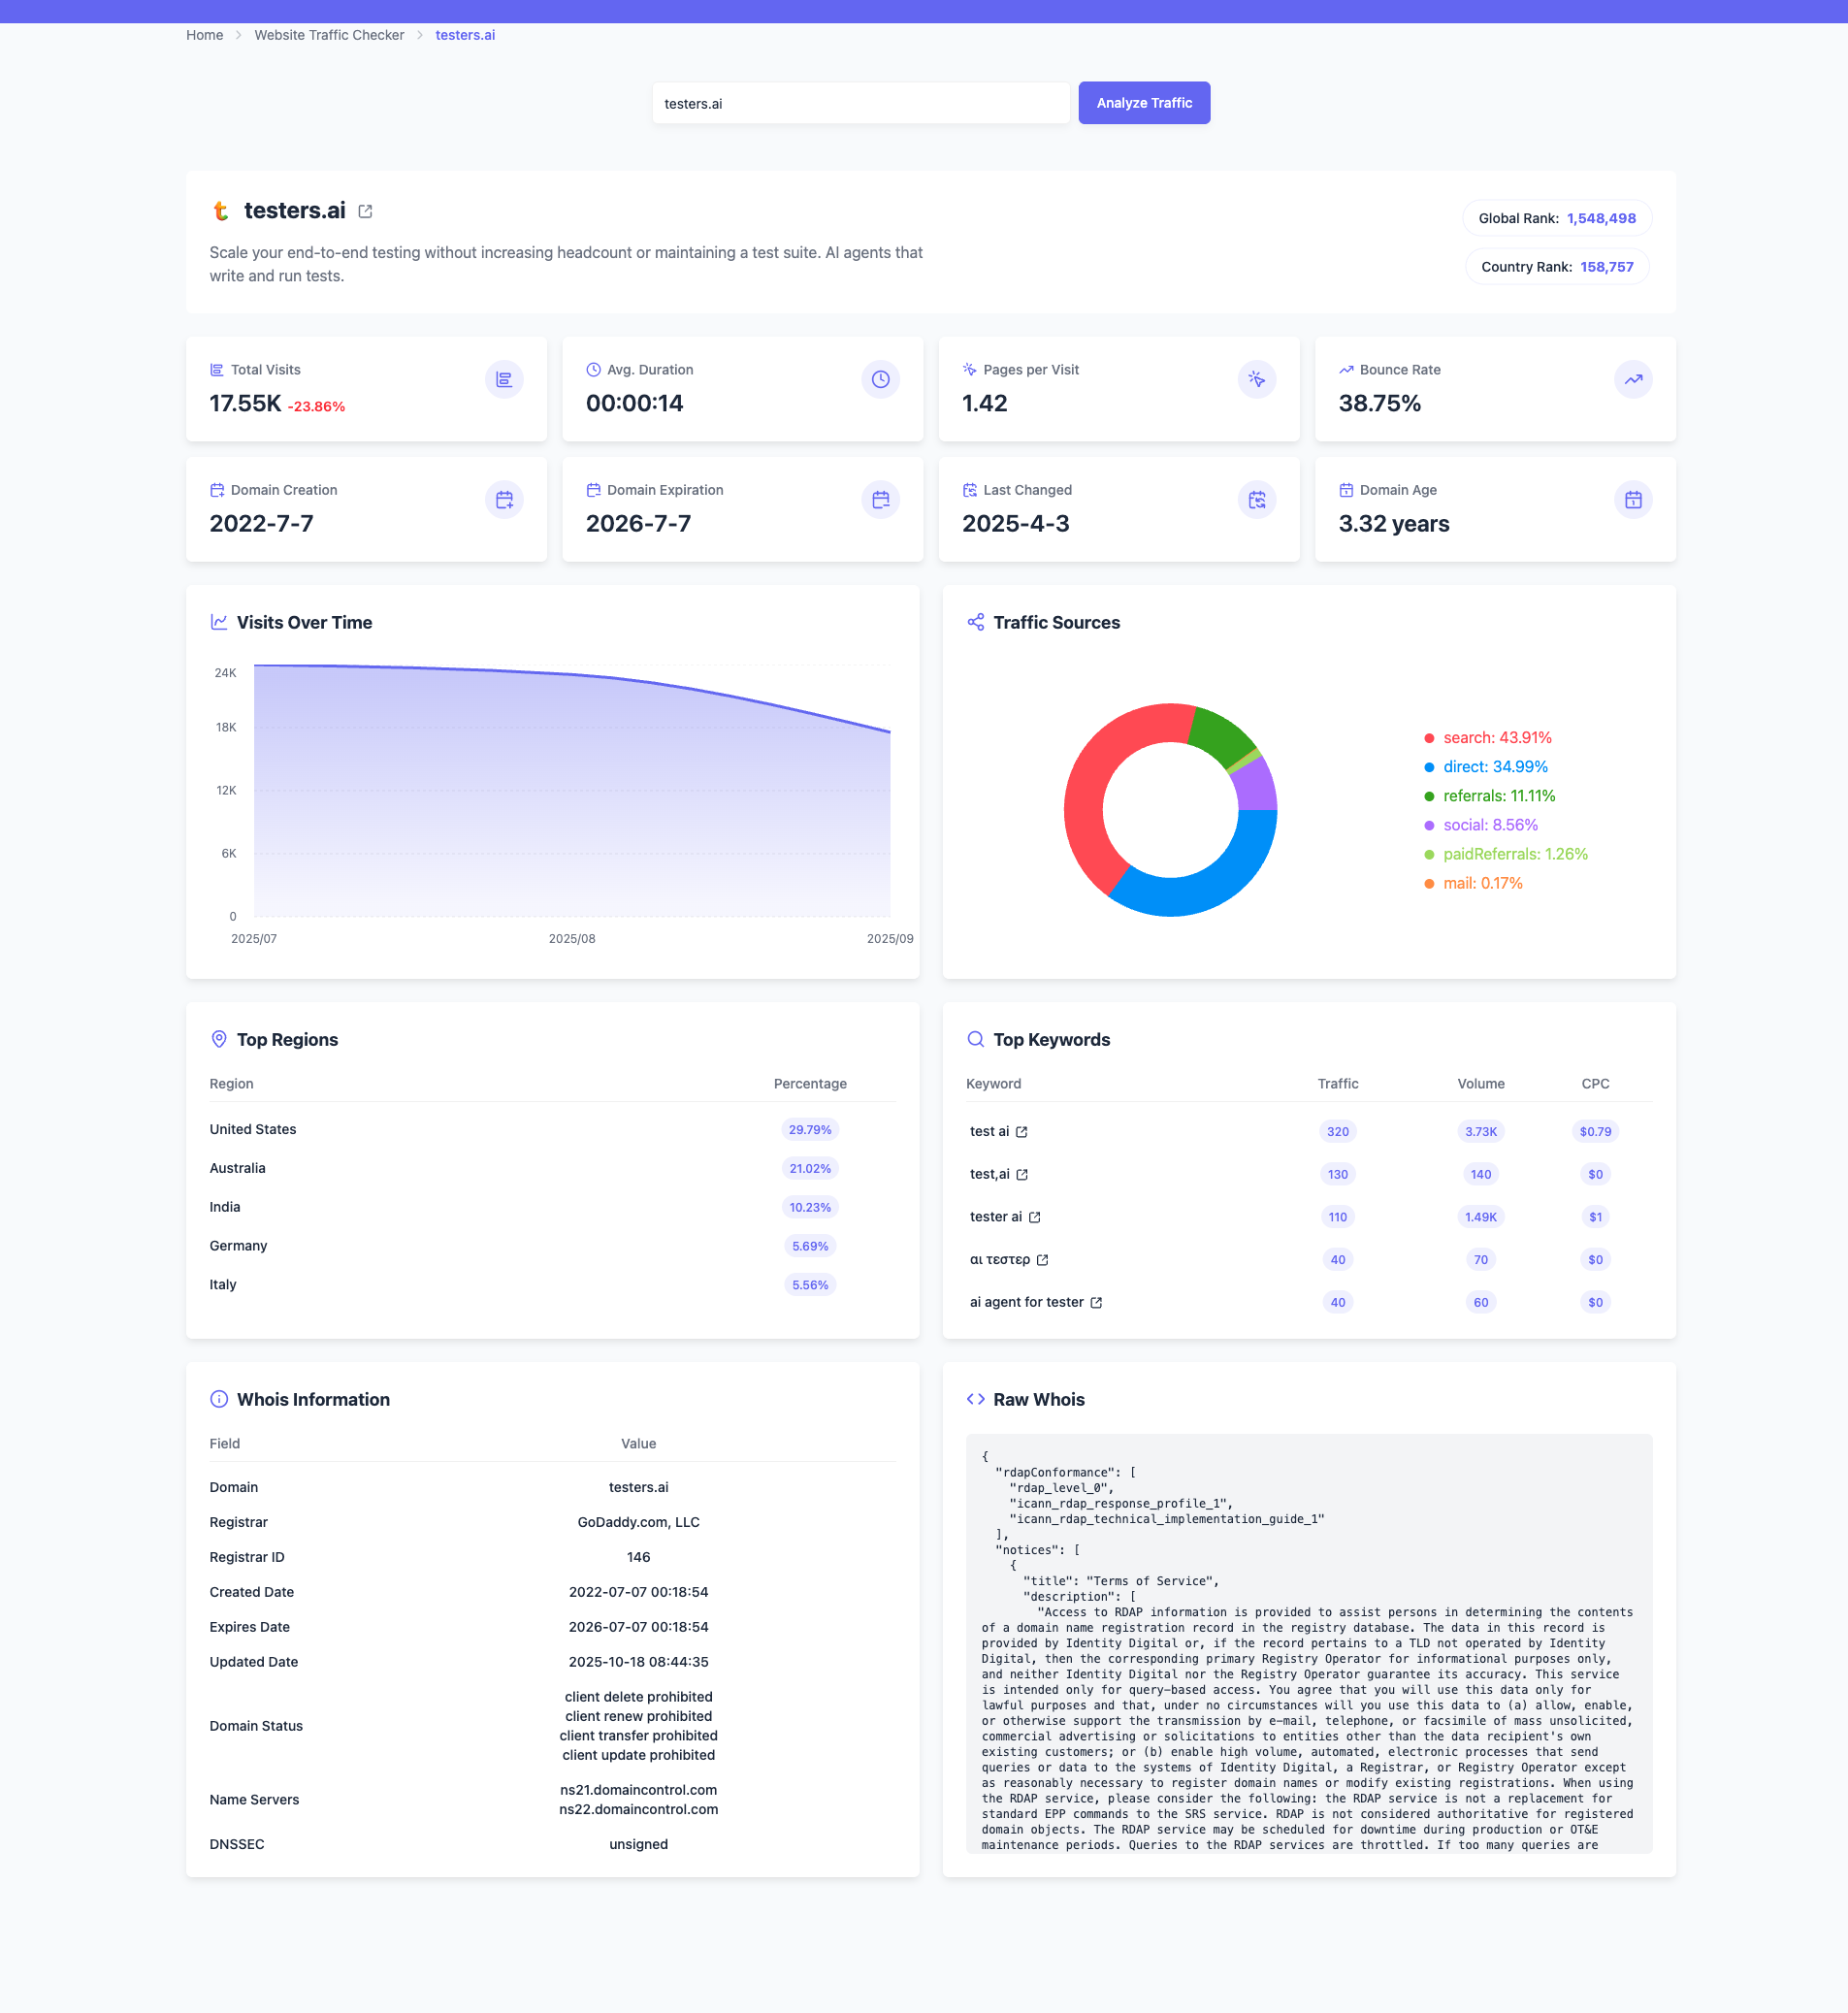 Home > Website Traffic Checker > testers.ai
testers.ai
Analyze Traffic
testers.ai
Scale your end-to-end testing without increasing headcount or maintaining a test suite. AI agents that
write and run tests.
Global Rank: 1,548,498
Country Rank: 158,757
Total Visits
17.55K -23.86%
Avg. Duration
00:00:14
Pages per Visit
1.42
Bounce Rate
38.75%
Domain Creation
2022-7-7
Domain Expiration
2026-7-7
Last Changed
2025-4-3
Domain Age
3.32 years
Visits Over Time
24K
18K
12K
6K
0
2025/07 2025/08 2025/09
Traffic Sources
search: 43.91%
direct: 34.99%
referrals: 11.11%
social: 8.56%
paidReferrals: 1.26%
mail: 0.17%
Top Regions
Region Percentage
United States 29.79%
Australia 21.02%
India 10.23%
Germany 5.69%
Italy 5.56%
Top Keywords
Keyword Traffic Volume CPC
test ai 320 3.73K $0.79
test,ai 130 140 $0
tester ai 110 1.49K $1
αι τεστερ 40 70 $0
ai agent for tester 40 60 $0
Whois Information
Field Value
Domain testers.ai
Registrar GoDaddy.com, LLC
Registrar ID 146
Created Date 2022-07-07 00:18:54
Expires Date 2026-07-07 00:18:54
Updated Date 2025-10-18 08:44:35
Domain Status
client delete prohibited
client renew prohibited
client transfer prohibited
client update prohibited
Name Servers
ns21.domaincontrol.com
ns22.domaincontrol.com
DNSSEC unsigned
Raw Whois
{
"rdapConformance": [
"rdap_level_0",
"icann_rdap_response_profile_1",
"icann_rdap_technical_implementation_guide_1"
],
"notices": [
{
"title": "Terms of Service",
"description": [
"Access to RDAP information is provided to assist persons in determining the contents
of a domain name registration record in the registry database. The data in this record is
provided by Identity Digital or, if the record pertains to a TLD not operated by Identity
Digital, then the corresponding primary Registry Operator for informational purposes only,
and neither Identity Digital nor the Registry Operator guarantee its accuracy. This service
is intended only for query-based access. You agree that you will use this data only for
lawful purposes and that, under no circumstances will you use this data to (a) allow, enable,
or otherwise support the transmission by e-mail, telephone, or facsimile of mass unsolicited,
commercial advertising or solicitations to entities other than the data recipient's own
existing customers; or (b) enable high volume, automated, electronic processes that send
queries or data to the systems of Identity Digital, a Registrar, or Registry Operator except
as reasonably necessary to register domain names or modify existing registrations. When using
the RDAP service, please consider the following: the RDAP service is not a replacement for
standard EPP commands to the SRS service. RDAP is not considered authoritative for registered
domain objects. The RDAP service may be scheduled for downtime during production or OT&E
maintenance periods. Queries to the RDAP services are throttled. If too many queries are